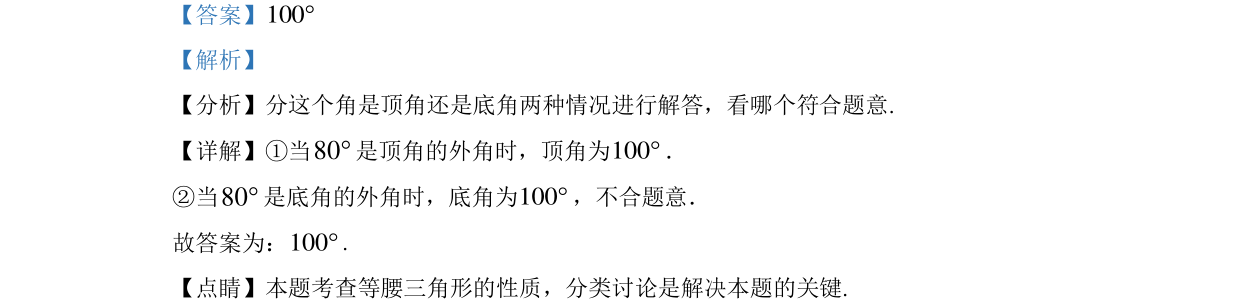 【答案】100°
【解析】
【分析】分这个角是顶角还是底角两种情况进行解答，看哪个符合题意.
【详解】①当80°是顶角的外角时，顶角为100°．
②当80°是底角的外角时，底角为100°，不合题意．
故答案为：100°．
【点睛】本题考查等腰三角形的性质，分类讨论是解决本题的关键.